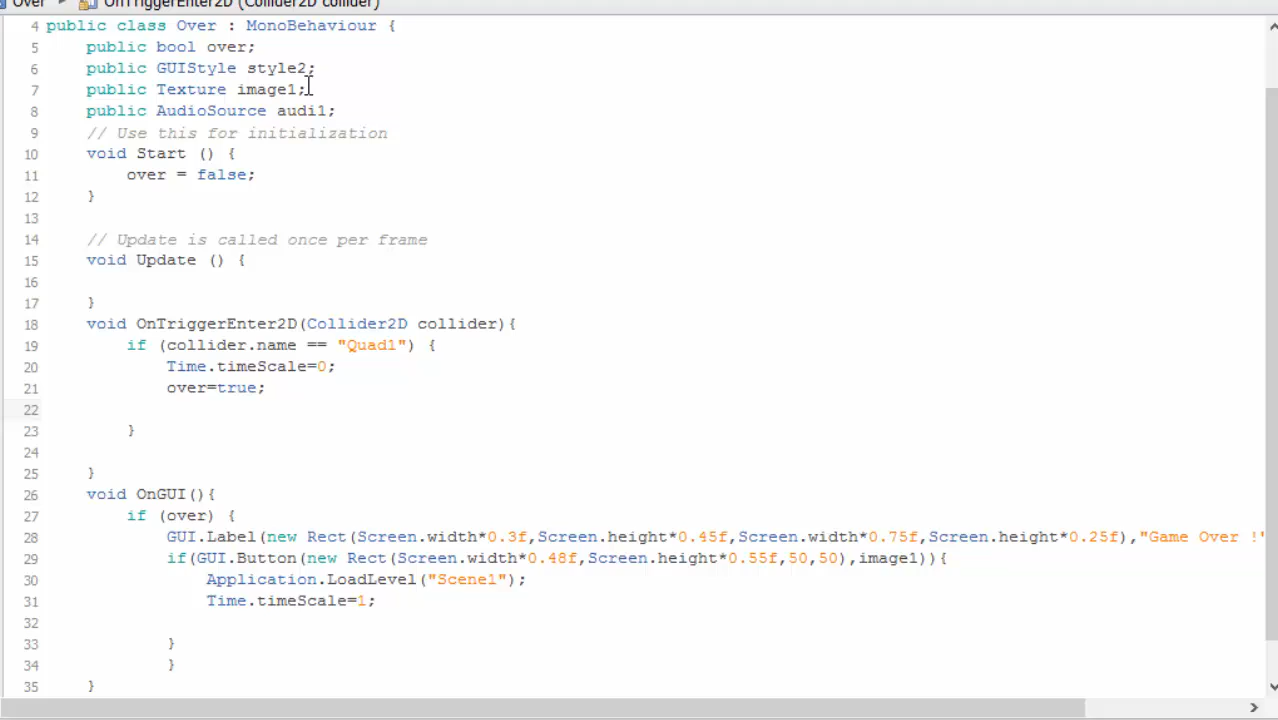 Over ▸ OnTriggerEnter2D (Collider2D collider)
4 public class Over : MonoBehaviour {
5 public bool over;
6 public GUIStyle style2;
7 public Texture image1;
8 public AudioSource audi1;
9 // Use this for initialization
10 void Start () {
11 over = false;
12 }
13
14 // Update is called once per frame
15 void Update () {
16
17 }
18 void OnTriggerEnter2D(Collider2D collider){
19 if (collider.name == "Quad1") {
20 Time.timeScale=0;
21 over=true;
22
23 }
24
25 }
26 void OnGUI(){
27 if (over) {
28 GUI.Label(new Rect(Screen.width*0.3f,Screen.height*0.45f,Screen.width*0.75f,Screen.height*0.25f),"Game Over !"
29 if(GUI.Button(new Rect(Screen.width*0.48f,Screen.height*0.55f,50,50),image1)){
30 Application.LoadLevel("Scene1");
31 Time.timeScale=1;
32
33 }
34 }
35 }